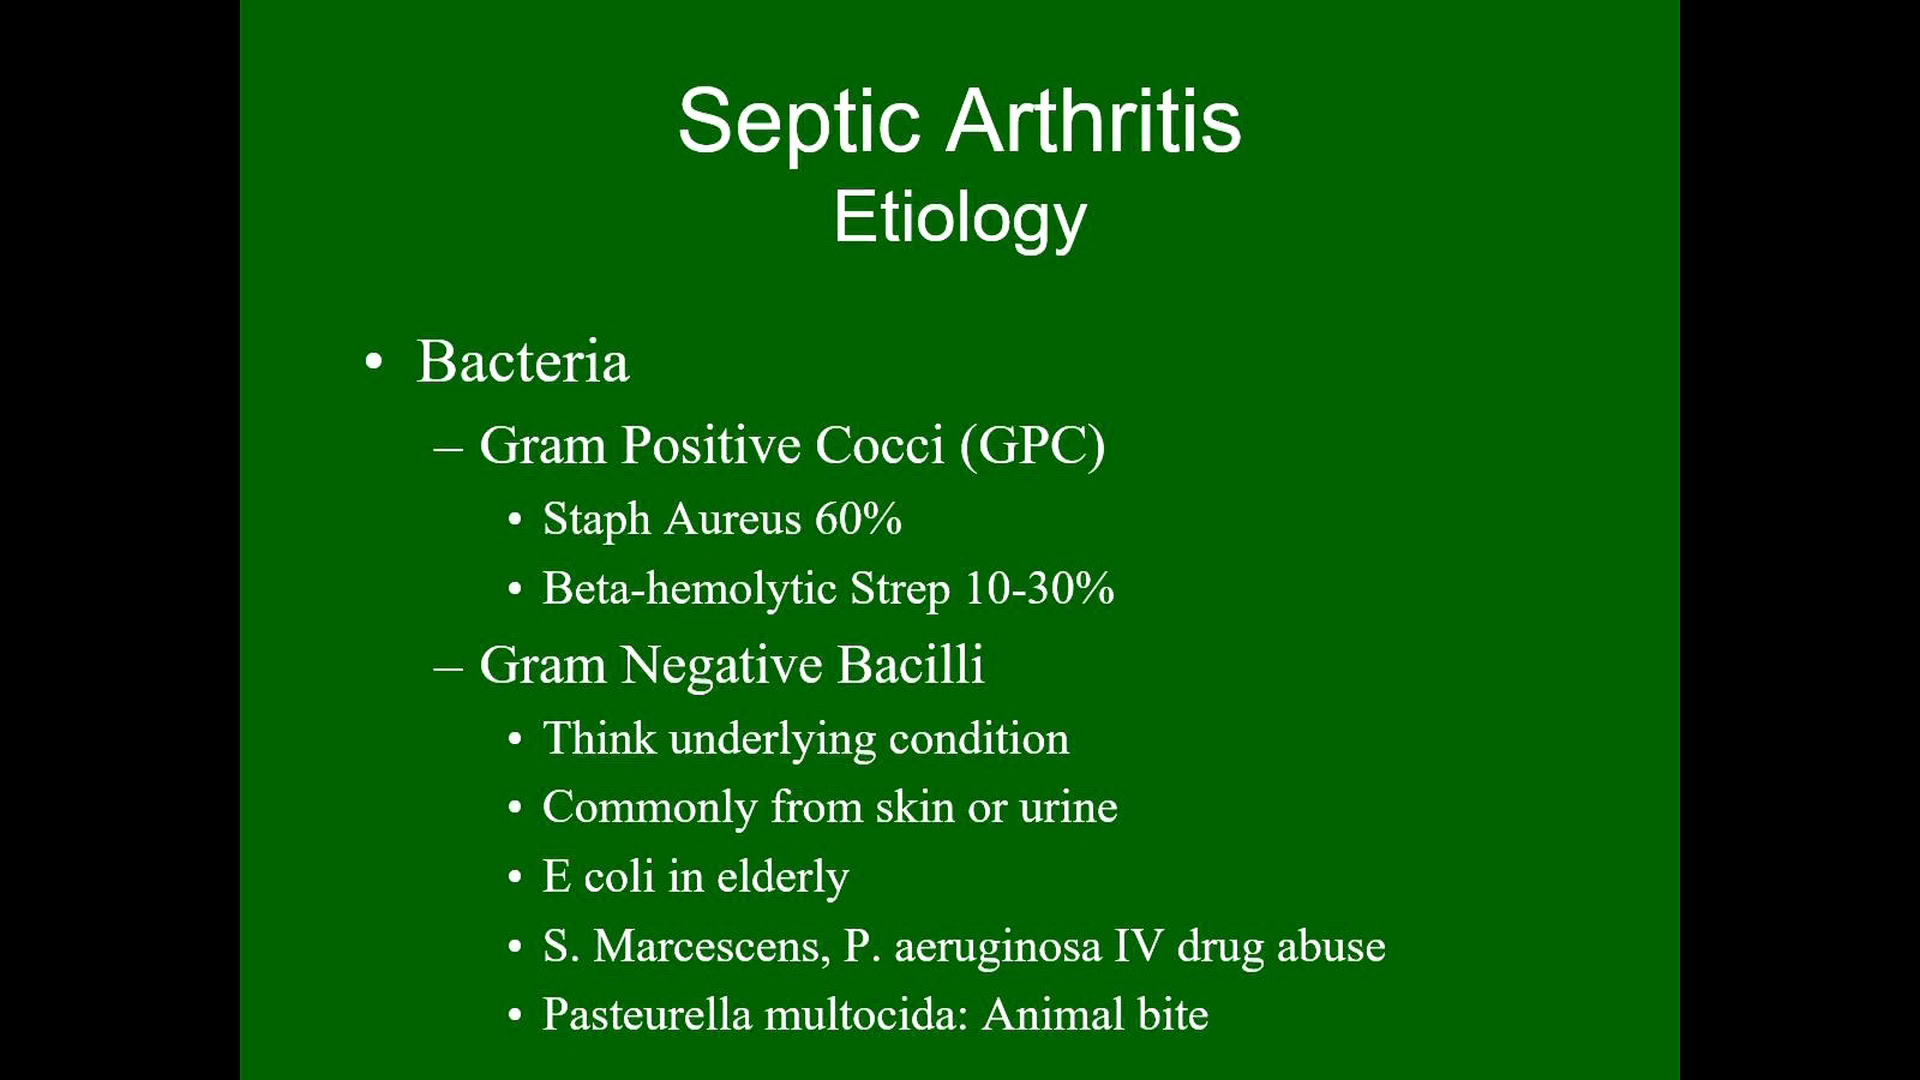 Septic Arthritis
Etiology
• Bacteria
– Gram Positive Cocci (GPC)
• Staph Aureus 60%
• Beta-hemolytic Strep 10-30%
– Gram Negative Bacilli
• Think underlying condition
• Commonly from skin or urine
• E coli in elderly
• S. Marcescens, P. aeruginosa IV drug abuse
• Pasteurella multocida: Animal bite